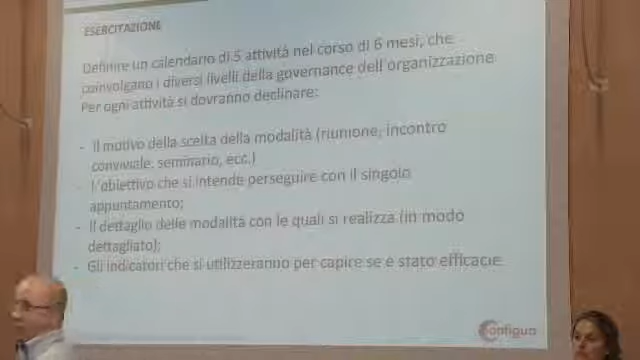 ESERCITAZIONE
Definire un calendario di 5 attività nel corso di 6 mesi, che
coinvolgano i diversi livelli della governance dell'organizzazione
Per ogni attività si dovranno declinare:
- Il motivo della scelta della modalità (riunione, incontro
conviviale, seminario, ecc.)
- L'obiettivo che si intende perseguire con il singolo
appuntamento;
- Il dettaglio delle modalità con le quali si realizza (in modo
dettagliato);
- Gli indicatori che si utilizzeranno per capire se è stato efficacie